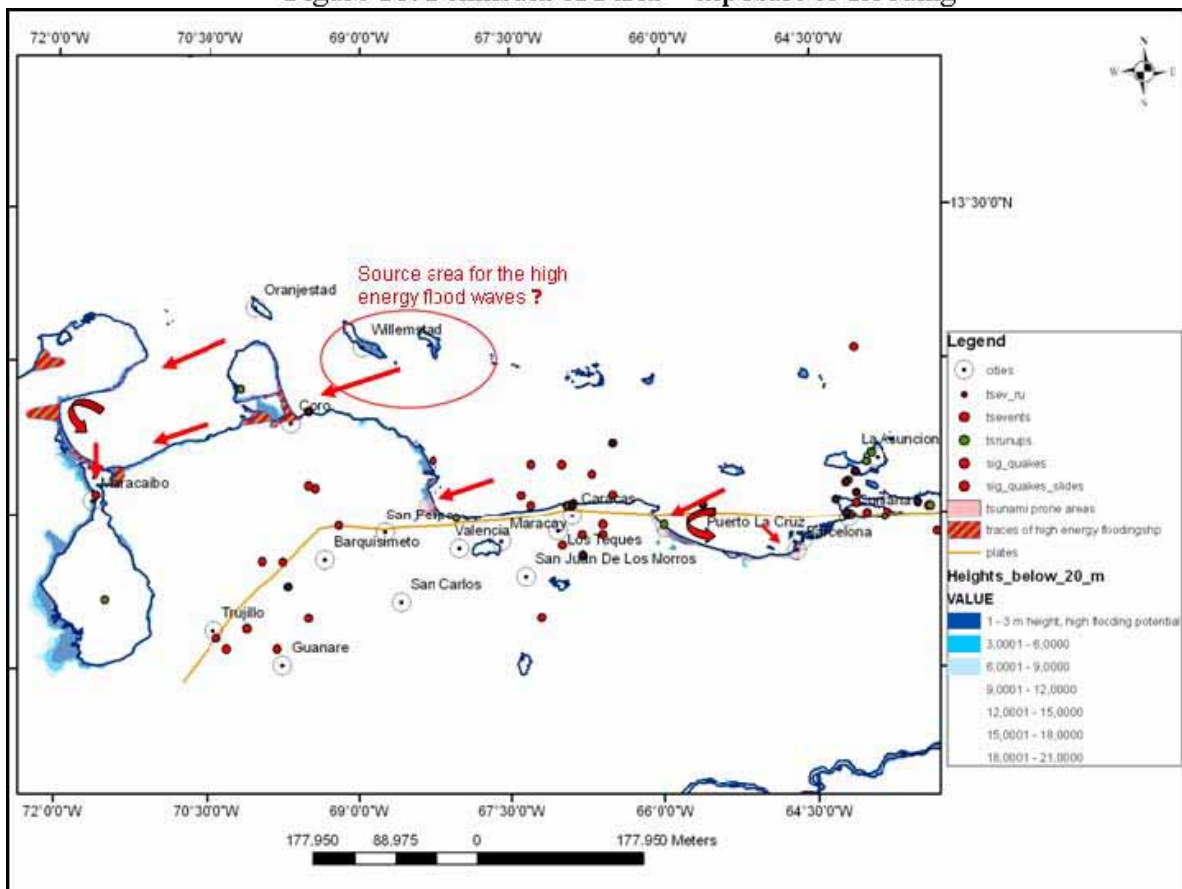 72°0'0"W 70°30'0"W 69°0'0"W 67°30'0"W 66°0'0"W 64°30'0"W
N
W E
S
13°30'0"N
Source area for the high
energy flood waves ?
Oranjestad
Willemstad
Coro
Maracaibo
La Asuncion
San Felipe
Caracas
Maracay
Valencia
Los Teques
Puerto La Cruz
Barcelona
Barquisimeto
San Juan De Los Morros
San Carlos
Trujillo
Guanare
Legend
cities
tsev_ru
tsevents
tsrunups
sig_quakes
sig_quakes_slides
tsunami prone areas
traces of high energy floodingshp
plates
Heights_below_20_m
VALUE
1 - 3 m height, high flooding potential
3,0001 - 6,0000
6,0001 - 9,0000
9,0001 - 12,0000
12,0001 - 15,0000
15,0001 - 18,0000
18,0001 - 21,0000
72°0'0"W 70°30'0"W 69°0'0"W 67°30'0"W 66°0'0"W 64°30'0"W
177.950 88.975 0 177.950 Meters